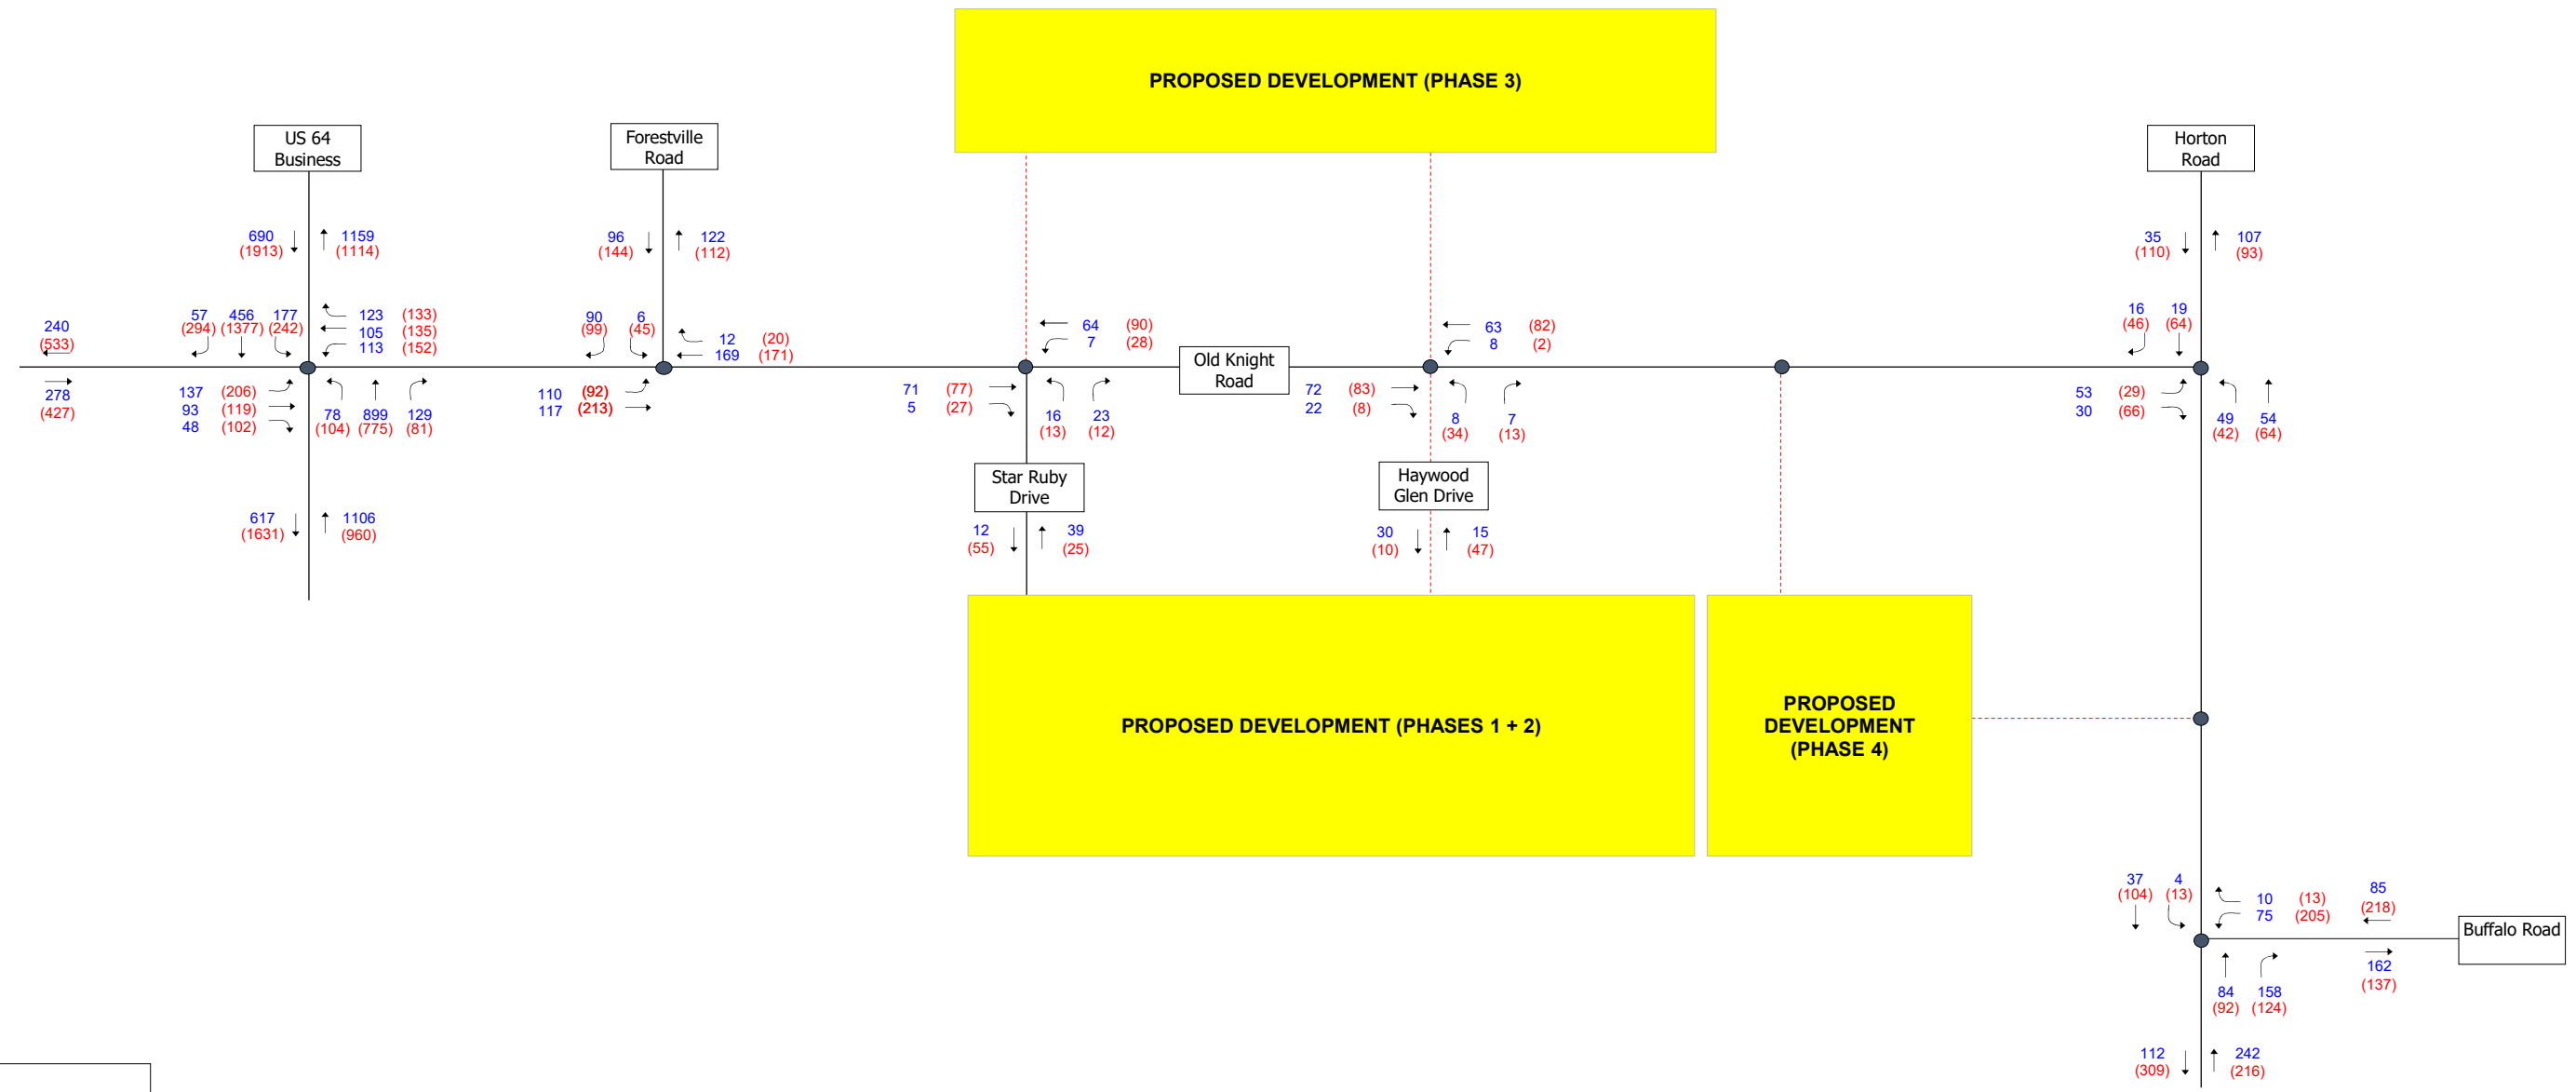 PROPOSED DEVELOPMENT (PHASE 3)
US 64
Business
Forestville
Road
Horton
Road
690 1159
(1913) (1114)
96 122
(144) (112)
35 107
(110) (93)
240
(533)
57 456 177
(294) (1377) (242)
123 (133)
105 (135)
113 (152)
90 6
(99) (45)
12 (20)
169 (171)
64 (90)
7 (28)
Old Knight
Road
63 (82)
8 (2)
16 19
(46) (64)
278
(427)
137 (206)
93 (119)
48 (102)
78 899 129
(104) (775) (81)
110 (92)
117 (213)
71 (77)
5 (27)
16 23
(13) (12)
72 (83)
22 (8)
8 7
(34) (13)
53 (29)
30 (66)
49 54
(42) (64)
Star Ruby
Drive
Haywood
Glen Drive
617 1106
(1631) (960)
12 39
(55) (25)
30 15
(10) (47)
PROPOSED DEVELOPMENT (PHASES 1 + 2)
PROPOSED
DEVELOPMENT
(PHASE 4)
37 4
(104) (13)
10 (13)
75 (205)
85
(218)
Buffalo Road
162
(137)
84 158
(92) (124)
112 242
(309) (216)